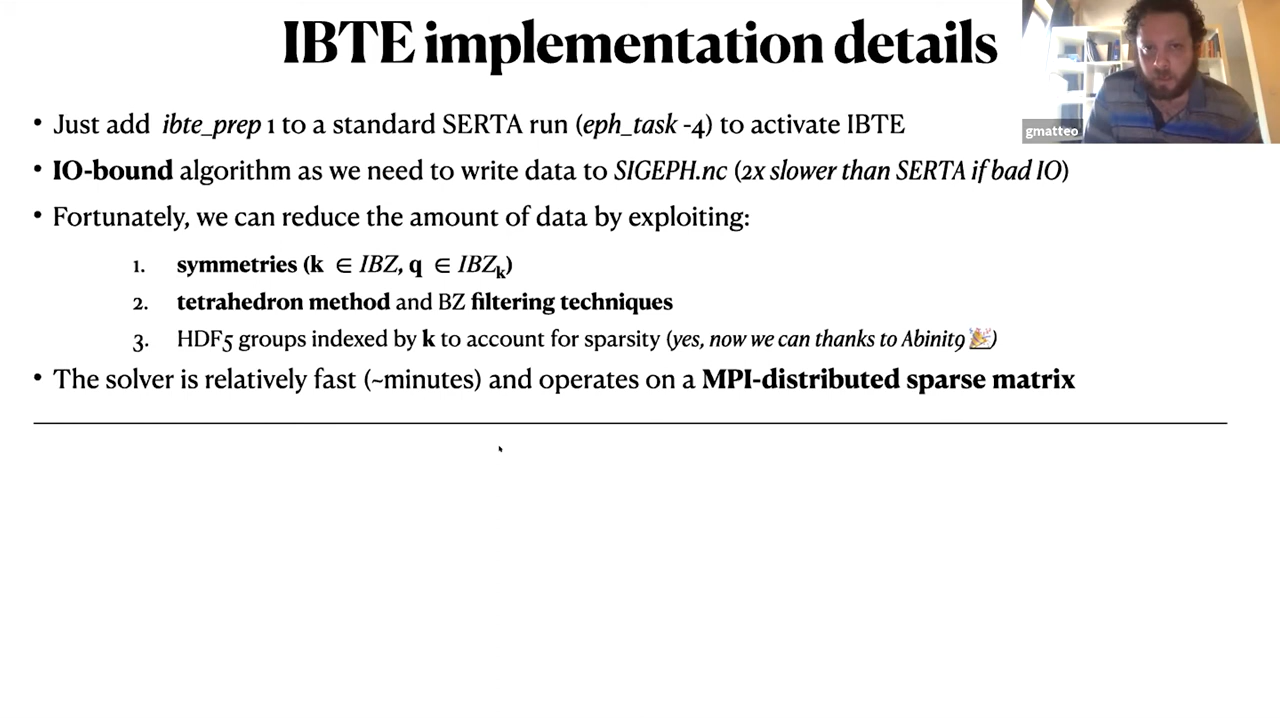 IBTE implementation details
gmatteo
• Just add ibte_prep 1 to a standard SERTA run (eph_task -4) to activate IBTE
• IO-bound algorithm as we need to write data to SIGEPH.nc (2x slower than SERTA if bad IO)
• Fortunately, we can reduce the amount of data by exploiting:
1. symmetries (k ∈ IBZ, q ∈ IBZk)
2. tetrahedron method and BZ filtering techniques
3. HDF5 groups indexed by k to account for sparsity (yes, now we can thanks to Abinit9 🎉)
• The solver is relatively fast (~minutes) and operates on a MPI-distributed sparse matrix